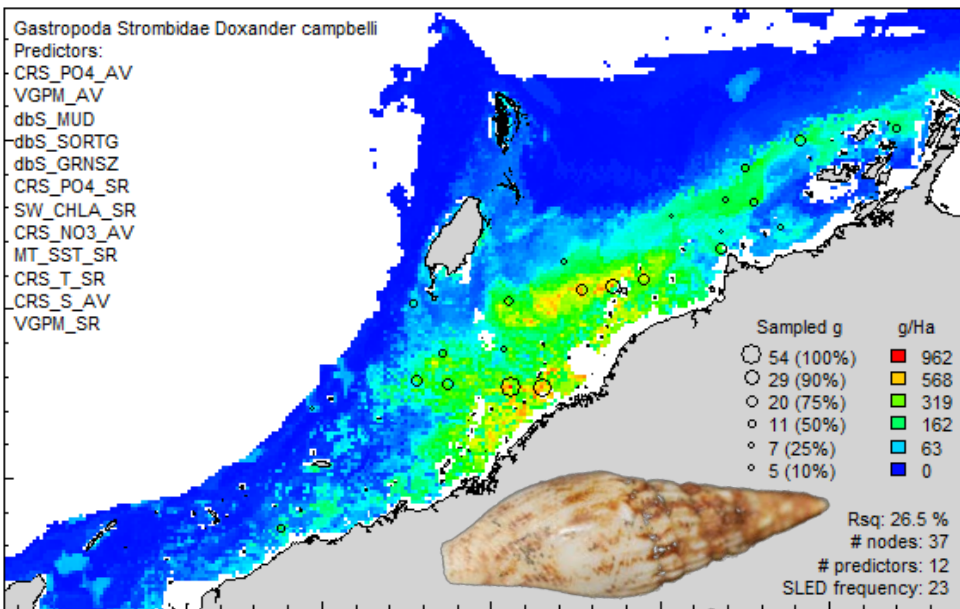 Gastropoda Strombidae Doxander campbelli
Predictors:
CRS_PO4_AV
VGPM_AV
dbS_MUD
dbS_SORTG
dbS_GRNSZ
CRS_PO4_SR
SW_CHLA_SR
CRS_NO3_AV
MT_SST_SR
CRS_T_SR
CRS_S_AV
VGPM_SR
Sampled g g/Ha
54 (100%) 962
29 (90%) 568
20 (75%) 319
11 (50%) 162
7 (25%) 63
5 (10%) 0
Rsq: 26.5 %
# nodes: 37
# predictors: 12
SLED frequency: 23